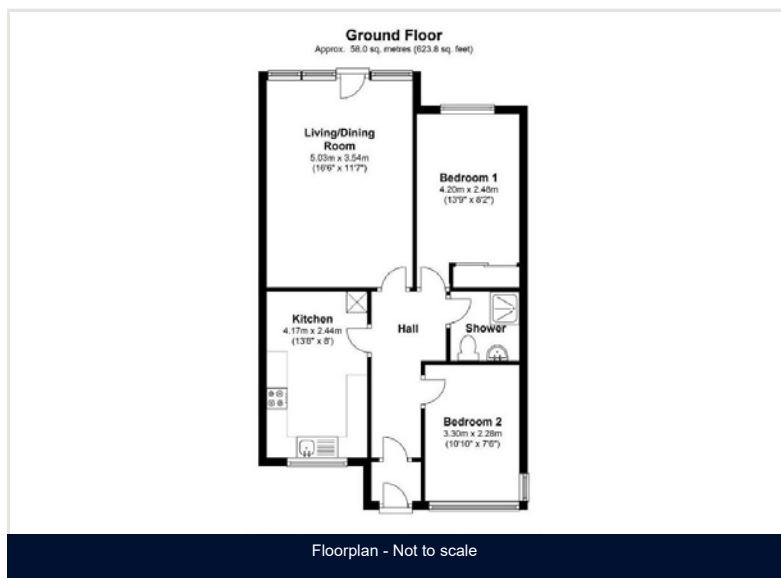 Ground Floor
Approx. 58.0 sq. metres (623.8 sq. feet)
Living/Dining
Room
5.03m x 3.54m
(16'6" x 11'7")
Bedroom 1
4.20m x 2.48m
(13'9" x 8'2")
Kitchen
4.17m x 2.44m
(13'8" x 8')
Hall
Shower
Bedroom 2
3.30m x 2.28m
(10'10" x 7'6")
Floorplan - Not to scale